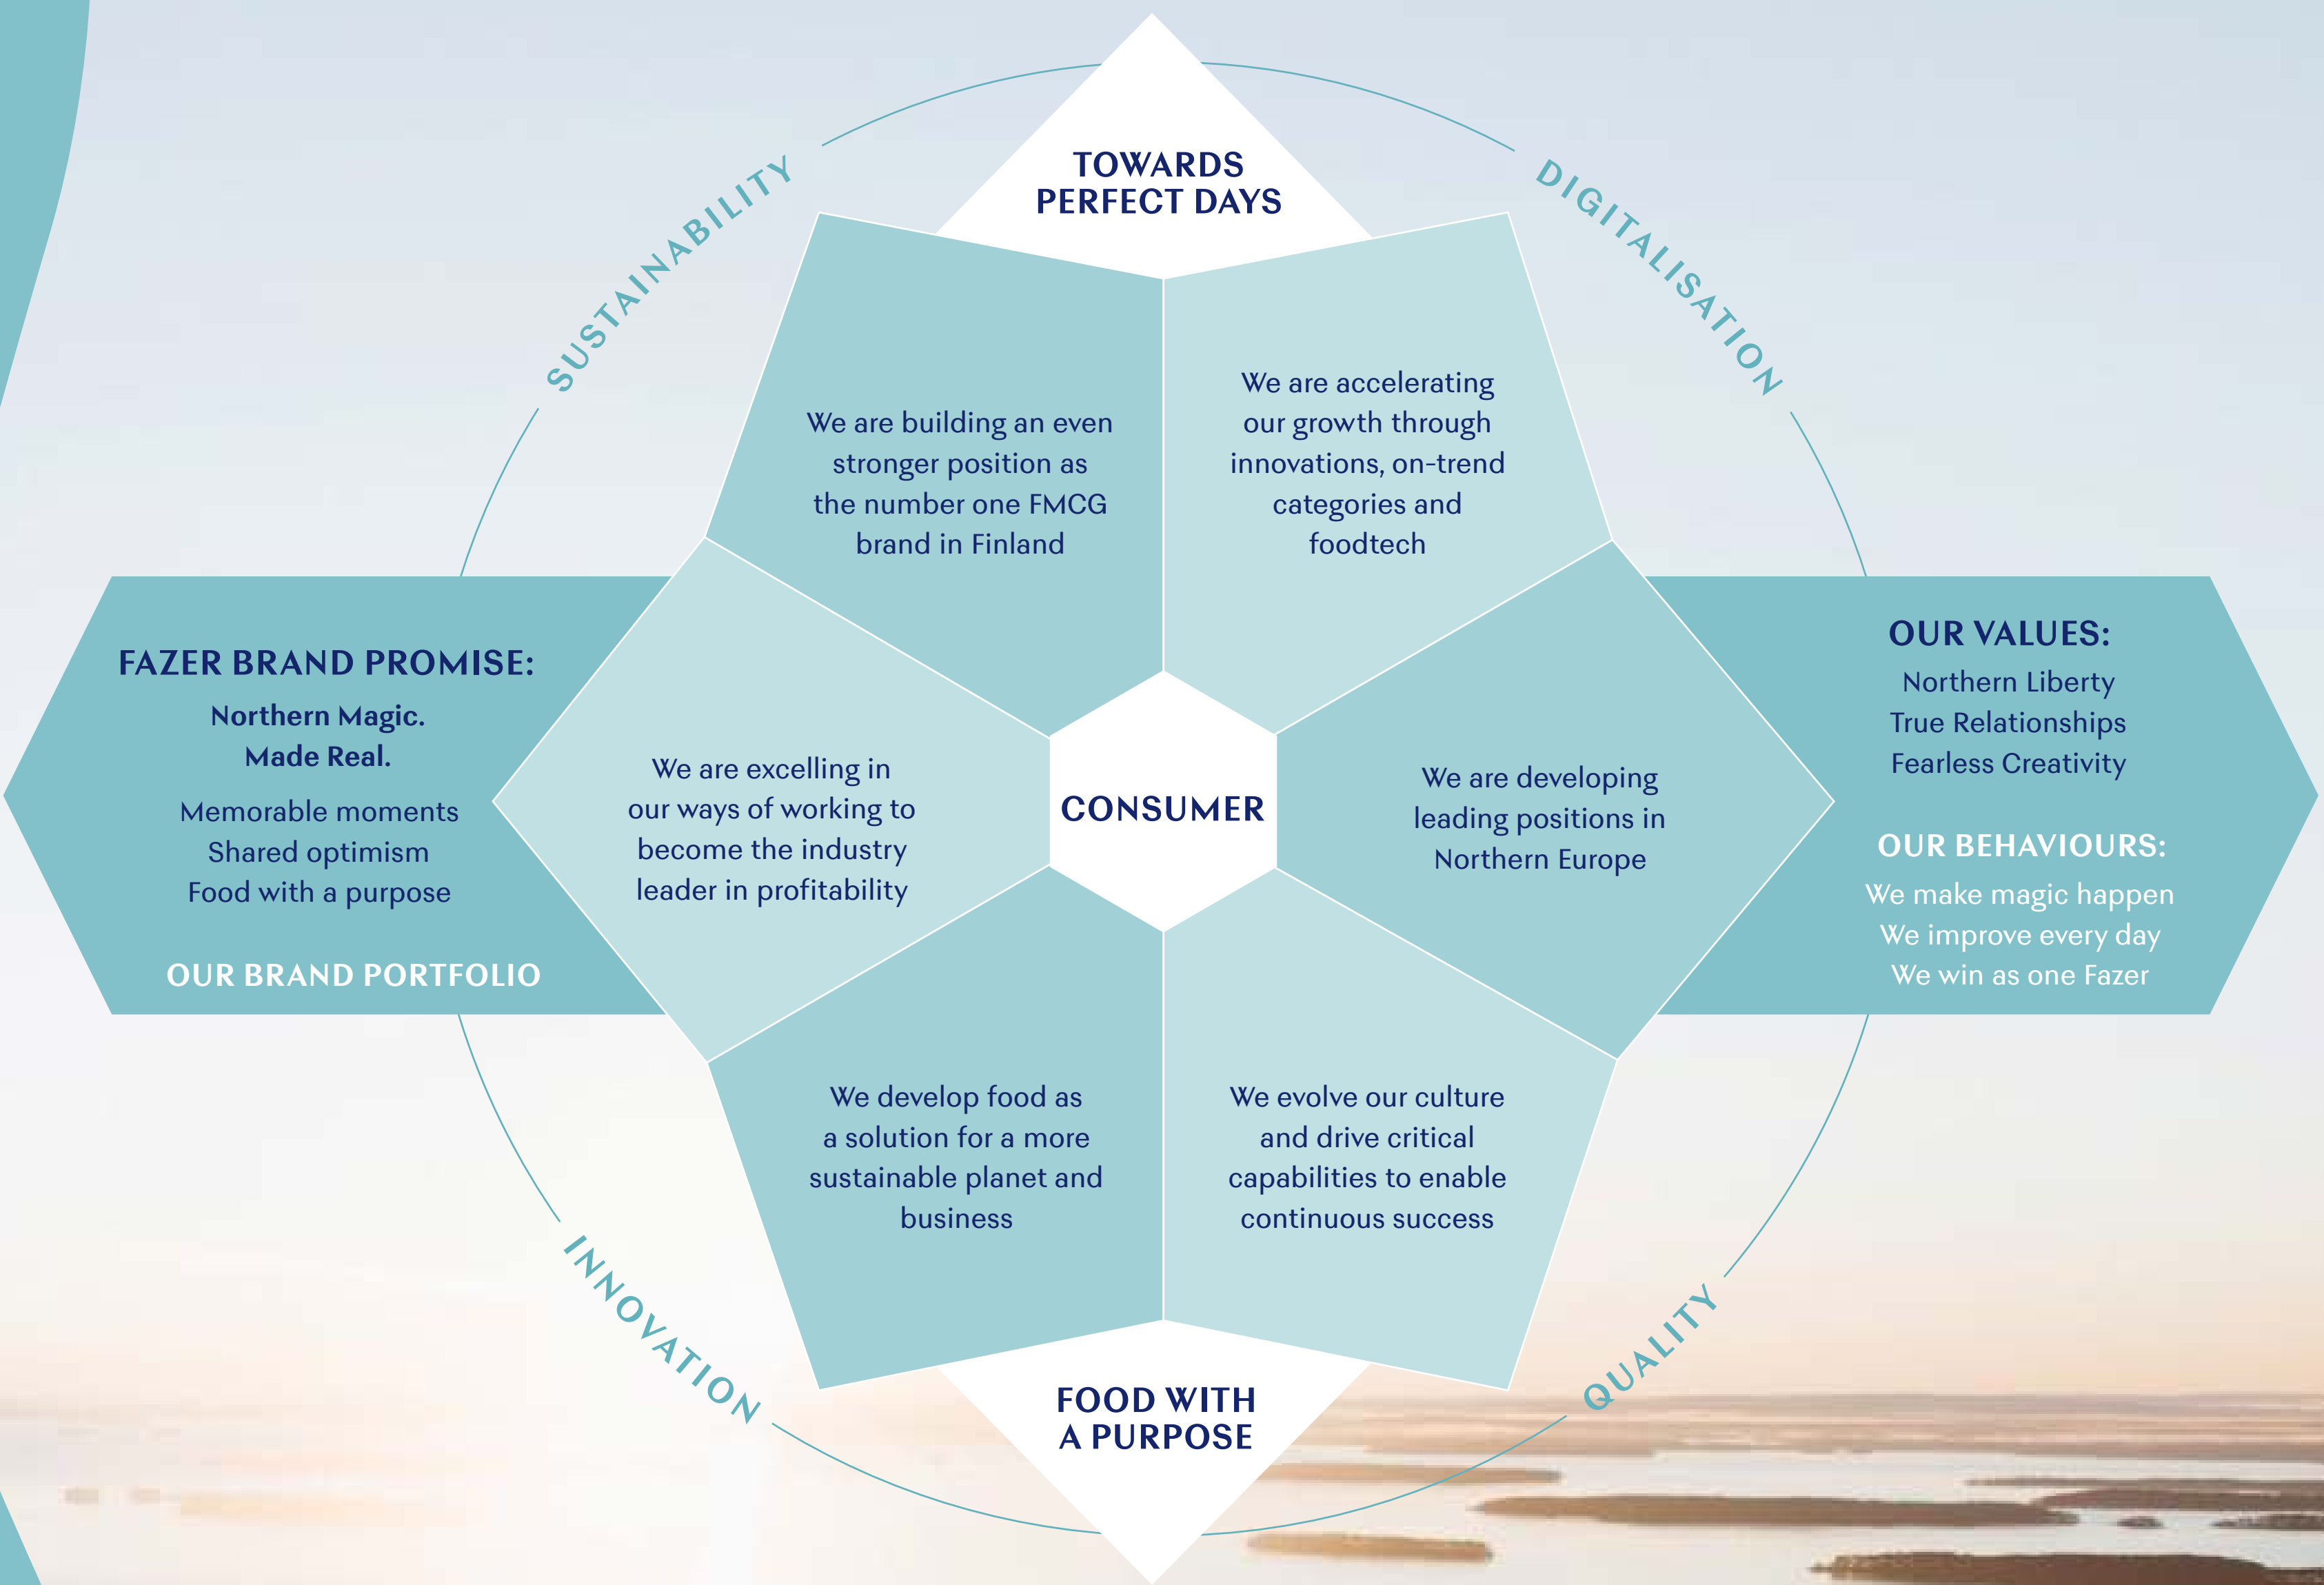 TOWARDS
PERFECT DAYS
SUSTAINABILITY
DIGITALISATION
We are building an even
stronger position as
the number one FMCG
brand in Finland
We are accelerating
our growth through
innovations, on-trend
categories and
foodtech
FAZER BRAND PROMISE:
Northern Magic.
Made Real.
Memorable moments
Shared optimism
Food with a purpose
OUR BRAND PORTFOLIO
We are excelling in
our ways of working to
become the industry
leader in profitability
CONSUMER
We are developing
leading positions in
Northern Europe
OUR VALUES:
Northern Liberty
True Relationships
Fearless Creativity
OUR BEHAVIOURS:
We make magic happen
We improve every day
We win as one Fazer
We develop food as
a solution for a more
sustainable planet and
business
We evolve our culture
and drive critical
capabilities to enable
continuous success
INNOVATION
QUALITY
FOOD WITH
A PURPOSE